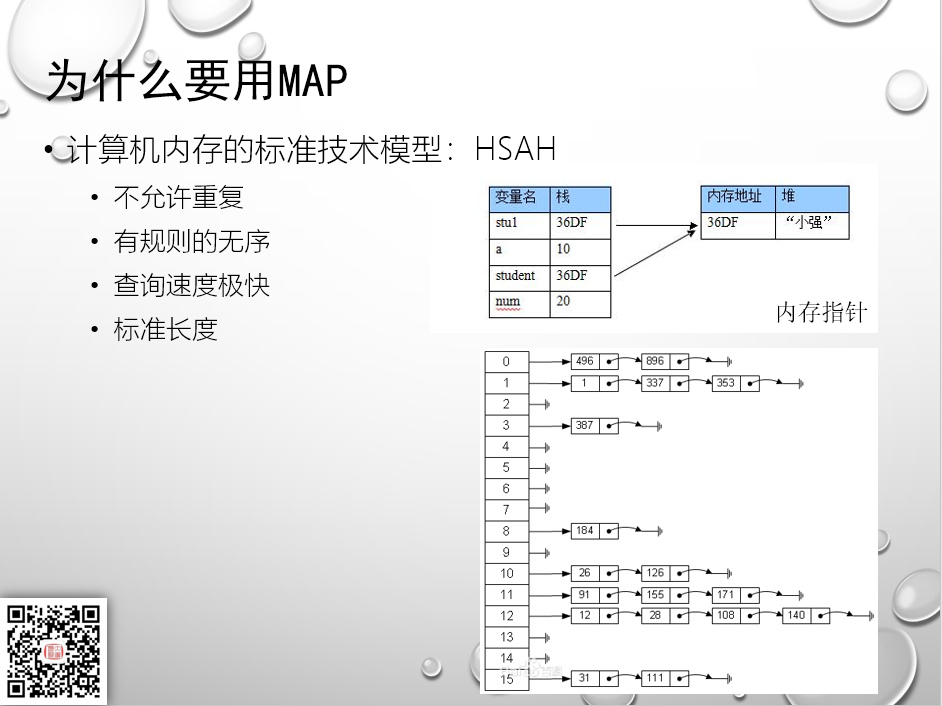 为什么要用MAP
• 计算机内存的标准技术模型：HSAH
• 不允许重复
• 有规则的无序
• 查询速度极快
• 标准长度
变量名 栈
stu1 36DF
a 10
student 36DF
num 20
内存地址 堆
36DF “小强”
内存指针
0 496 896
1 1 337 353
2
3 387
4
5
6
7
8 184
9
10 26 126
11 91 155 171
12 12 28 108 140
13
14
15 31 111